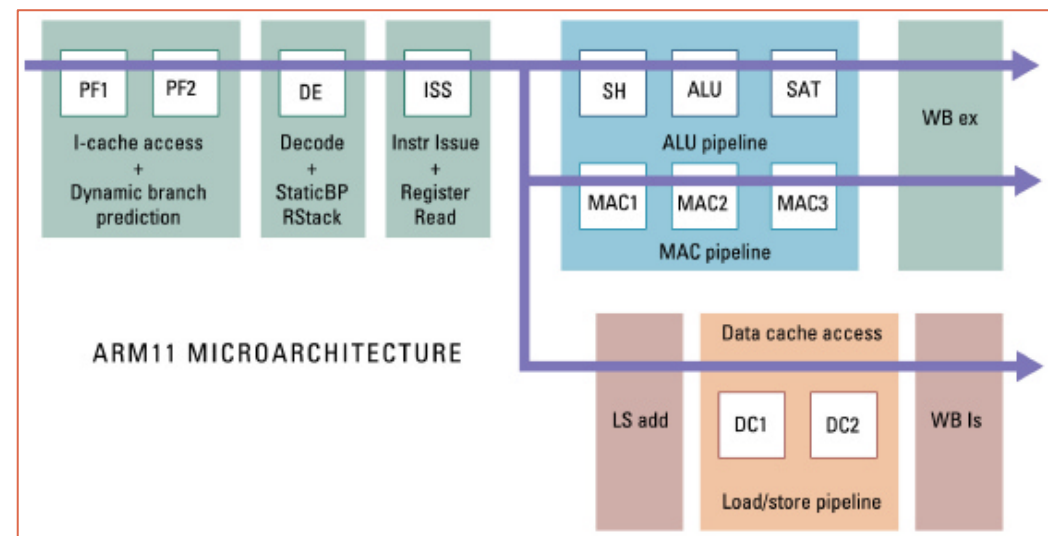 PF1
PF2
I-cache access
+
Dynamic branch
prediction
DE
Decode
+
StaticBP
RStack
ISS
Instr Issue
+
Register
Read
SH
ALU
SAT
ALU pipeline
MAC1
MAC2
MAC3
MAC pipeline
WB ex
ARM11 MICROARCHITECTURE
LS add
Data cache access
DC1
DC2
Load/store pipeline
WB ls